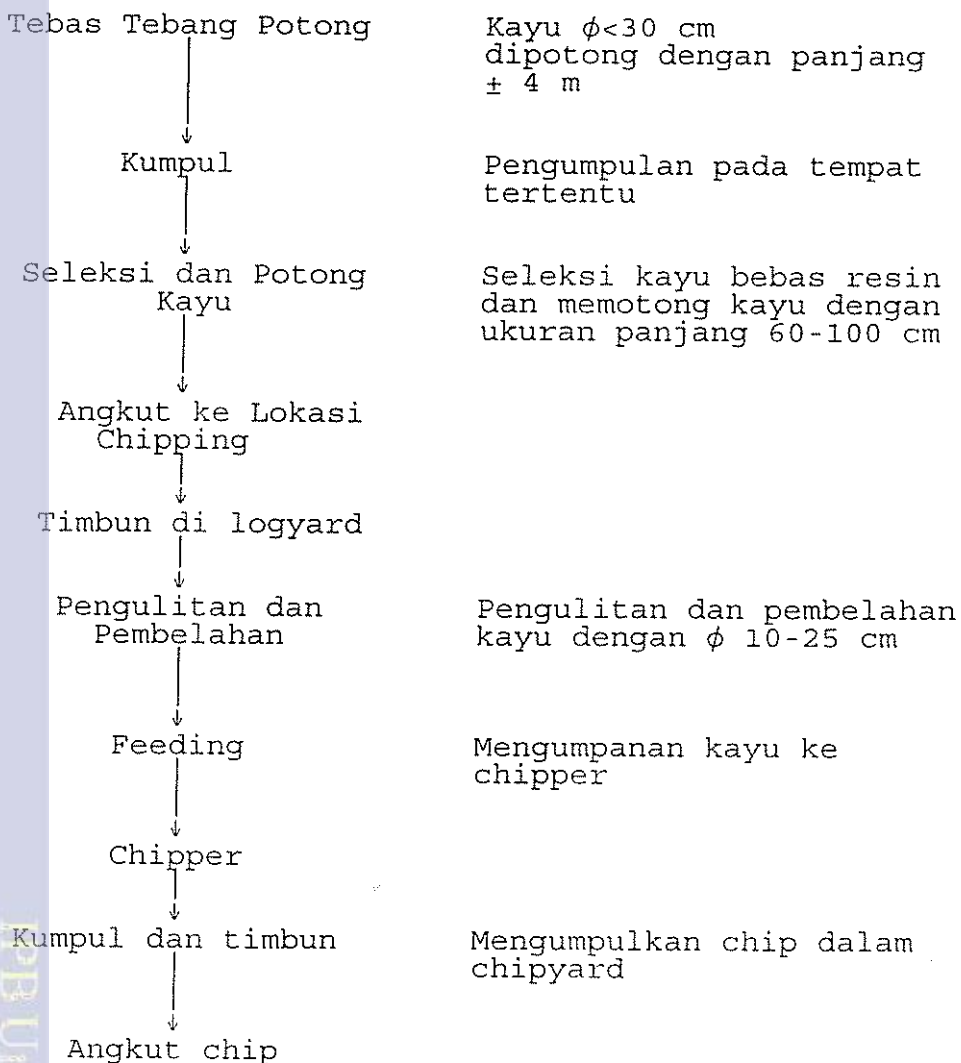 Tebas Tebang Potong
Kayu ϕ<30 cm
dipotong dengan panjang
± 4 m
Kumpul
Pengumpulan pada tempat
tertentu
Seleksi dan Potong
Kayu
Seleksi kayu bebas resin
dan memotong kayu dengan
ukuran panjang 60-100 cm
Angkut ke Lokasi
Chipping
Timbun di logyard
Pengulitan dan
Pembelahan
Pengulitan dan pembelahan
kayu dengan ϕ 10-25 cm
Feeding
Mengumpanan kayu ke
chipper
Chipper
Kumpul dan timbun
Mengumpulkan chip dalam
chipyard
Angkut chip
IPB